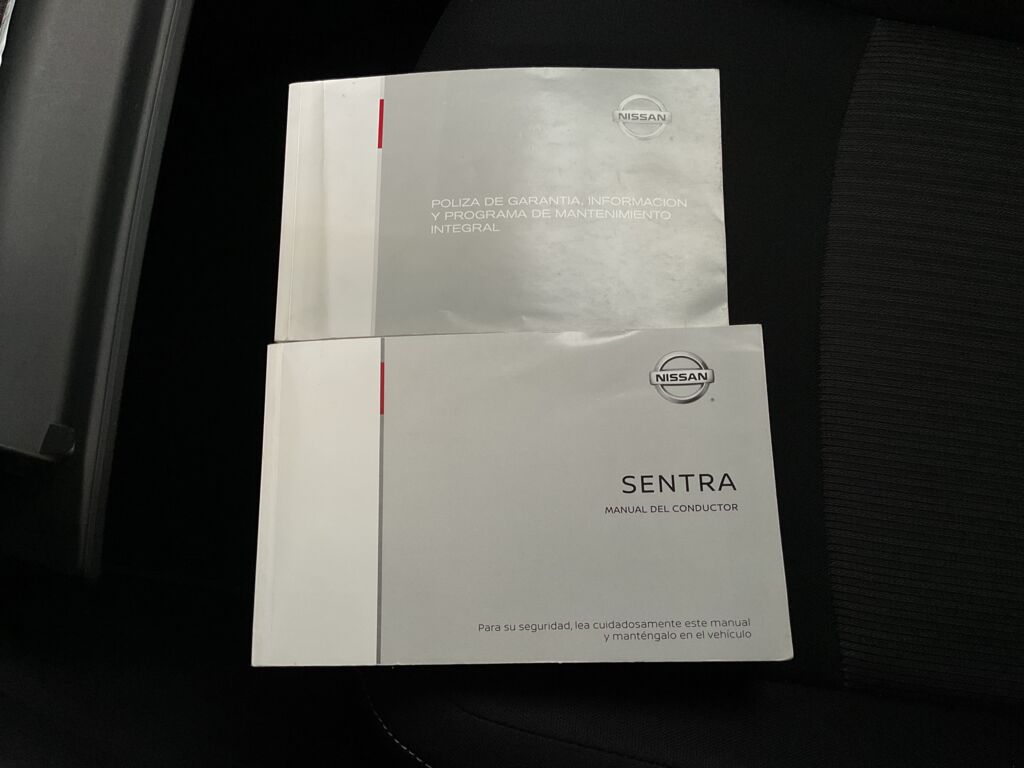 NISSAN
POLIZA DE GARANTIA, INFORMACION
Y PROGRAMA DE MANTENIMIENTO
INTEGRAL
NISSAN
SENTRA
MANUAL DEL CONDUCTOR
Para su seguridad, lea cuidadosamente este manual
y manténgalo en el vehículo